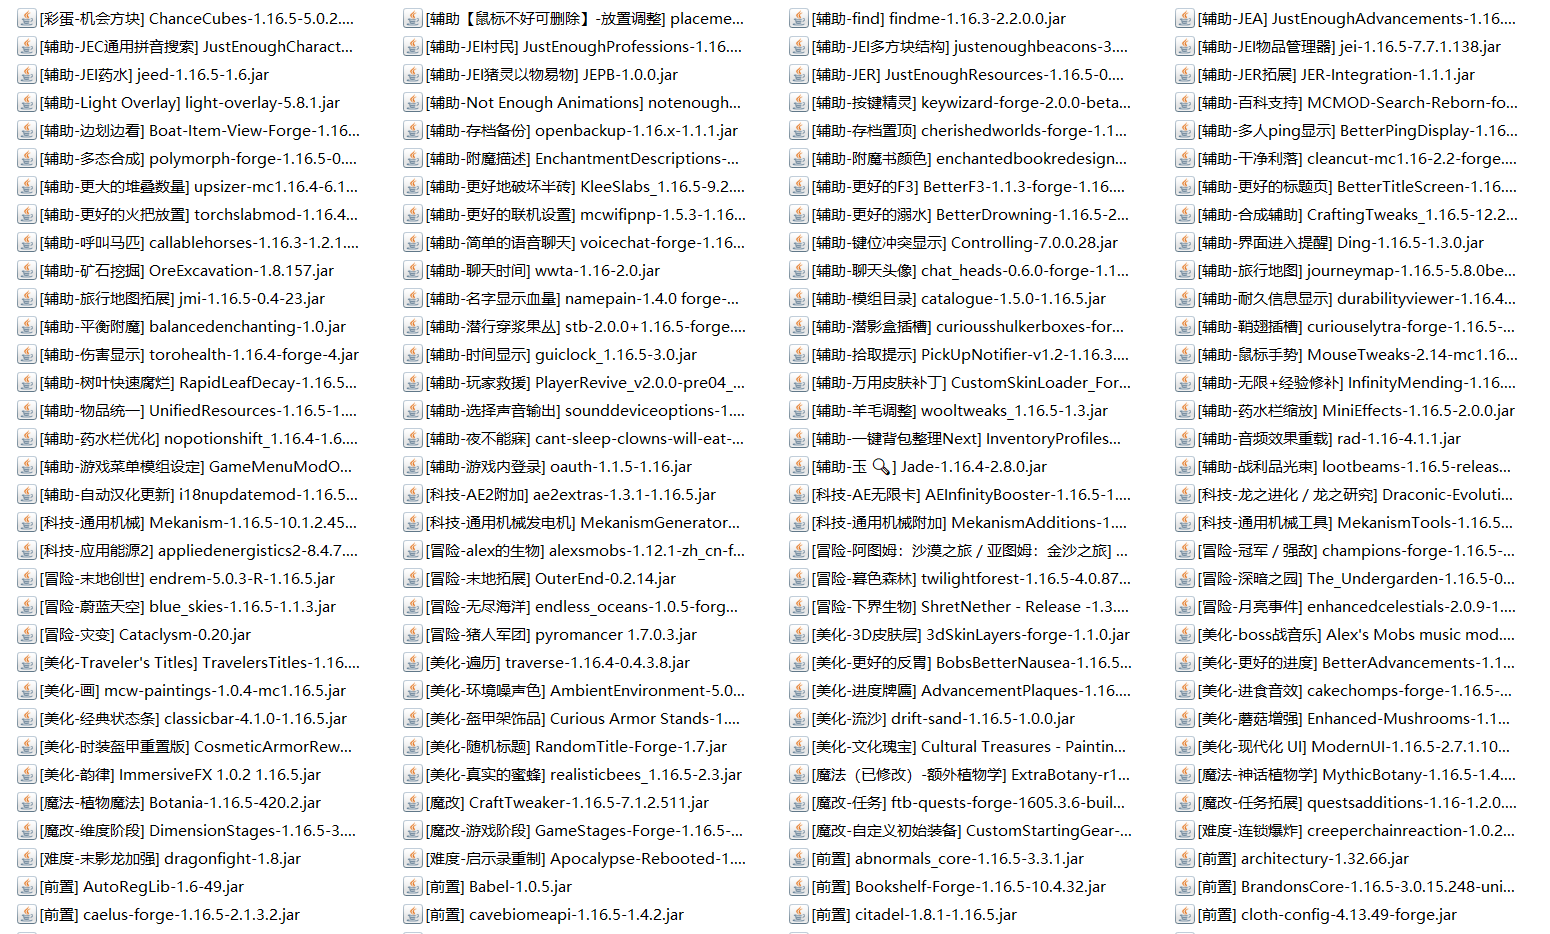 [彩蛋-机会方块] ChanceCubes-1.16.5-5.0.2.... [辅助【鼠标不好可删除】-放置调整] placeme... [辅助-find] findme-1.16.3-2.2.0.0.jar [辅助-JEA] JustEnoughAdvancements-1.16....
[辅助-JEC通用拼音搜索] JustEnoughCharact... [辅助-JEI村民] JustEnoughProfessions-1.16.... [辅助-JEI多方块结构] justenoughbeacons-3.... [辅助-JEI物品管理器] jei-1.16.5-7.7.1.138.jar
[辅助-JEI药水] jeed-1.16.5-1.6.jar [辅助-JEI猪灵以物易物] JEPB-1.0.0.jar [辅助-JER] JustEnoughResources-1.16.5-0.... [辅助-JER拓展] JER-Integration-1.1.1.jar
[辅助-Light Overlay] light-overlay-5.8.1.jar [辅助-Not Enough Animations] notenough... [辅助-按键精灵] keywizard-forge-2.0.0-beta... [辅助-百科支持] MCMOD-Search-Reborn-fo...
[辅助-边划边看] Boat-Item-View-Forge-1.16... [辅助-存档备份] openbackup-1.16.x-1.1.1.jar [辅助-存档置顶] cherishedworlds-forge-1.1... [辅助-多人ping显示] BetterPingDisplay-1.16...
[辅助-多态合成] polymorph-forge-1.16.5-0.... [辅助-附魔描述] EnchantmentDescriptions-... [辅助-附魔书颜色] enchantedbookredesign... [辅助-干净利落] cleancut-mc1.16-2.2-forge....
[辅助-更大的堆叠数量] upsizer-mc1.16.4-6.1... [辅助-更好地破坏半砖] KleeSlabs_1.16.5-9.2.... [辅助-更好的F3] BetterF3-1.1.3-forge-1.16.... [辅助-更好的标题页] BetterTitleScreen-1.16...
[辅助-更好的火把放置] torchslabmod-1.16.4... [辅助-更好的联机设置] mcwifipnp-1.5.3-1.16... [辅助-更好的溺水] BetterDrowning-1.16.5-2... [辅助-合成辅助] CraftingTweaks_1.16.5-12.2...
[辅助-呼叫马匹] callablehorses-1.16.3-1.2.1.... [辅助-简单的语音聊天] voicechat-forge-1.16... [辅助-键位冲突显示] Controlling-7.0.0.28.jar [辅助-界面进入提醒] Ding-1.16.5-1.3.0.jar
[辅助-矿石挖掘] OreExcavation-1.8.157.jar [辅助-聊天时间] wwta-1.16-2.0.jar [辅助-聊天头像] chat_heads-0.6.0-forge-1.1... [辅助-旅行地图] journeymap-1.16.5-5.8.0be...
[辅助-旅行地图拓展] jmi-1.16.5-0.4-23.jar [辅助-名字显示血量] namepain-1.4.0 forge-... [辅助-模组目录] catalogue-1.5.0-1.16.5.jar [辅助-耐久信息显示] durabilityviewer-1.16.4...
[辅助-平衡附魔] balancedenchanting-1.0.jar [辅助-潜行穿浆果丛] stb-2.0.0+1.16.5-forge.... [辅助-潜影盒插槽] curiousshulkerboxes-for... [辅助-鞘翅插槽] curiouselytra-forge-1.16.5-...
[辅助-伤害显示] torohealth-1.16.4-forge-4.jar [辅助-时间显示] guiclock_1.16.5-3.0.jar [辅助-拾取提示] PickUpNotifier-v1.2-1.16.3.... [辅助-鼠标手势] MouseTweaks-2.14-mc1.16...
[辅助-树叶快速腐烂] RapidLeafDecay-1.16.5... [辅助-玩家救援] PlayerRevive_v2.0.0-pre04_... [辅助-万用皮肤补丁] CustomSkinLoader_For... [辅助-无限+经验修补] InfinityMending-1.16....
[辅助-物品统一] UnifiedResources-1.16.5-1.... [辅助-选择声音输出] sounddeviceoptions-1.... [辅助-羊毛调整] wooltweaks_1.16.5-1.3.jar [辅助-药水栏缩放] MiniEffects-1.16.5-2.0.0.jar
[辅助-药水栏优化] nopotionshift_1.16.4-1.6.... [辅助-夜不能寐] cant-sleep-clowns-will-eat-... [辅助-一键背包整理Next] InventoryProfiles... [辅助-音频效果重载] rad-1.16-4.1.1.jar
[辅助-游戏菜单模组设定] GameMenuModO... [辅助-游戏内登录] oauth-1.1.5-1.16.jar [辅助-玉 🔍] Jade-1.16.4-2.8.0.jar [辅助-战利品光束] lootbeams-1.16.5-releas...
[辅助-自动汉化更新] i18nupdatemod-1.16.5... [科技-AE2附加] ae2extras-1.3.1-1.16.5.jar [科技-AE无限卡] AEInfinityBooster-1.16.5-1.... [科技-龙之进化 / 龙之研究] Draconic-Evoluti...
[科技-通用机械] Mekanism-1.16.5-10.1.2.45... [科技-通用机械发电机] MekanismGenerator... [科技-通用机械附加] MekanismAdditions-1.... [科技-通用机械工具] MekanismTools-1.16.5...
[科技-应用能源2] appliedenergistics2-8.4.7.... [冒险-alex的生物] alexsmobs-1.12.1-zh_cn-f... [冒险-阿图姆：沙漠之旅 / 亚图姆：金沙之旅] ... [冒险-冠军 / 强敌] champions-forge-1.16.5-...
[冒险-末地创世] endrem-5.0.3-R-1.16.5.jar [冒险-末地拓展] OuterEnd-0.2.14.jar [冒险-暮色森林] twilightforest-1.16.5-4.0.87... [冒险-深暗之园] The_Undergarden-1.16.5-0...
[冒险-蔚蓝天空] blue_skies-1.16.5-1.1.3.jar [冒险-无尽海洋] endless_oceans-1.0.5-forg... [冒险-下界生物] ShretNether - Release -1.3.... [冒险-月亮事件] enhancedcelestials-2.0.9-1....
[冒险-灾变] Cataclysm-0.20.jar [冒险-猪人军团] pyromancer 1.7.0.3.jar [美化-3D皮肤层] 3dSkinLayers-forge-1.1.0.jar [美化-boss战音乐] Alex's Mobs music mod....
[美化-Traveler's Titles] TravelersTitles-1.16.... [美化-遍历] traverse-1.16.4-0.4.3.8.jar [美化-更好的反胃] BobsBetterNausea-1.16.5... [美化-更好的进度] BetterAdvancements-1.1...
[美化-画] mcw-paintings-1.0.4-mc1.16.5.jar [美化-环境噪声色] AmbientEnvironment-5.0... [美化-进度牌匾] AdvancementPlaques-1.16.... [美化-进食音效] cakechomps-forge-1.16.5-...
[美化-经典状态条] classicbar-4.1.0-1.16.5.jar [美化-盔甲架饰品] Curious Armor Stands-1.... [美化-流沙] drift-sand-1.16.5-1.0.0.jar [美化-蘑菇增强] Enhanced-Mushrooms-1.1...
[美化-时装盔甲重置版] CosmeticArmorRew... [美化-随机标题] RandomTitle-Forge-1.7.jar [美化-文化瑰宝] Cultural Treasures - Paintin... [美化-现代化 UI] ModernUI-1.16.5-2.7.1.10...
[美化-韵律] ImmersiveFX 1.0.2 1.16.5.jar [美化-真实的蜜蜂] realisticbees_1.16.5-2.3.jar [魔法（已修改）-额外植物学] ExtraBotany-r1... [魔法-神话植物学] MythicBotany-1.16.5-1.4....
[魔法-植物魔法] Botania-1.16.5-420.2.jar [魔改] CraftTweaker-1.16.5-7.1.2.511.jar [魔改-任务] ftb-quests-forge-1605.3.6-buil... [魔改-任务拓展] questsadditions-1.16-1.2.0....
[魔改-维度阶段] DimensionStages-1.16.5-3.... [魔改-游戏阶段] GameStages-Forge-1.16.5-... [魔改-自定义初始装备] CustomStartingGear-... [难度-连锁爆炸] creeperchainreaction-1.0.2...
[难度-末影龙加强] dragonfight-1.8.jar [难度-启示录重制] Apocalypse-Rebooted-1.... [前置] abnormals_core-1.16.5-3.3.1.jar [前置] architectury-1.32.66.jar
[前置] AutoRegLib-1.6-49.jar [前置] Babel-1.0.5.jar [前置] Bookshelf-Forge-1.16.5-10.4.32.jar [前置] BrandonsCore-1.16.5-3.0.15.248-uni...
[前置] caelus-forge-1.16.5-2.1.3.2.jar [前置] cavebiomeapi-1.16.5-1.4.2.jar [前置] citadel-1.8.1-1.16.5.jar [前置] cloth-config-4.13.49-forge.jar